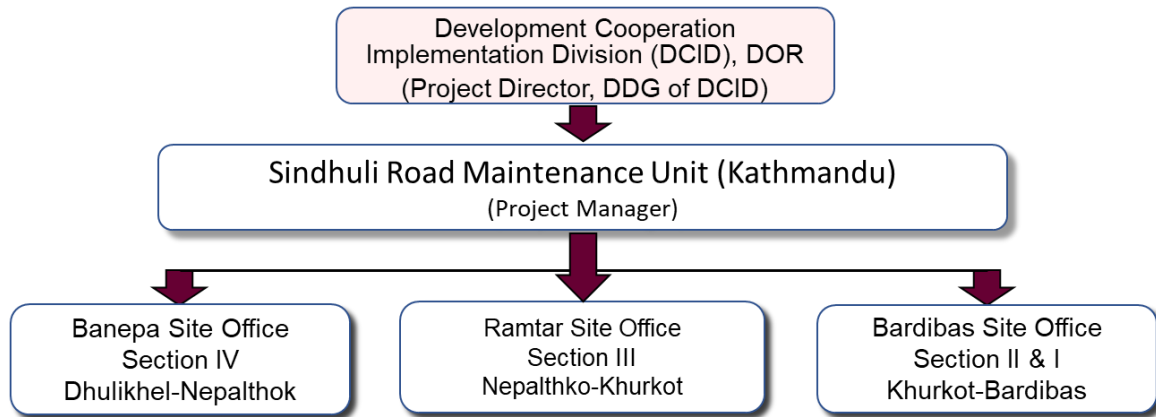 Development Cooperation
Implementation Division (DCID), DOR
(Project Director, DDG of DCID)
Sindhuli Road Maintenance Unit (Kathmandu)
(Project Manager)
Banepa Site Office
Section IV
Dhulikhel-Nepalthok
Ramtar Site Office
Section III
Nepalthko-Khurkot
Bardibas Site Office
Section II & I
Khurkot-Bardibas